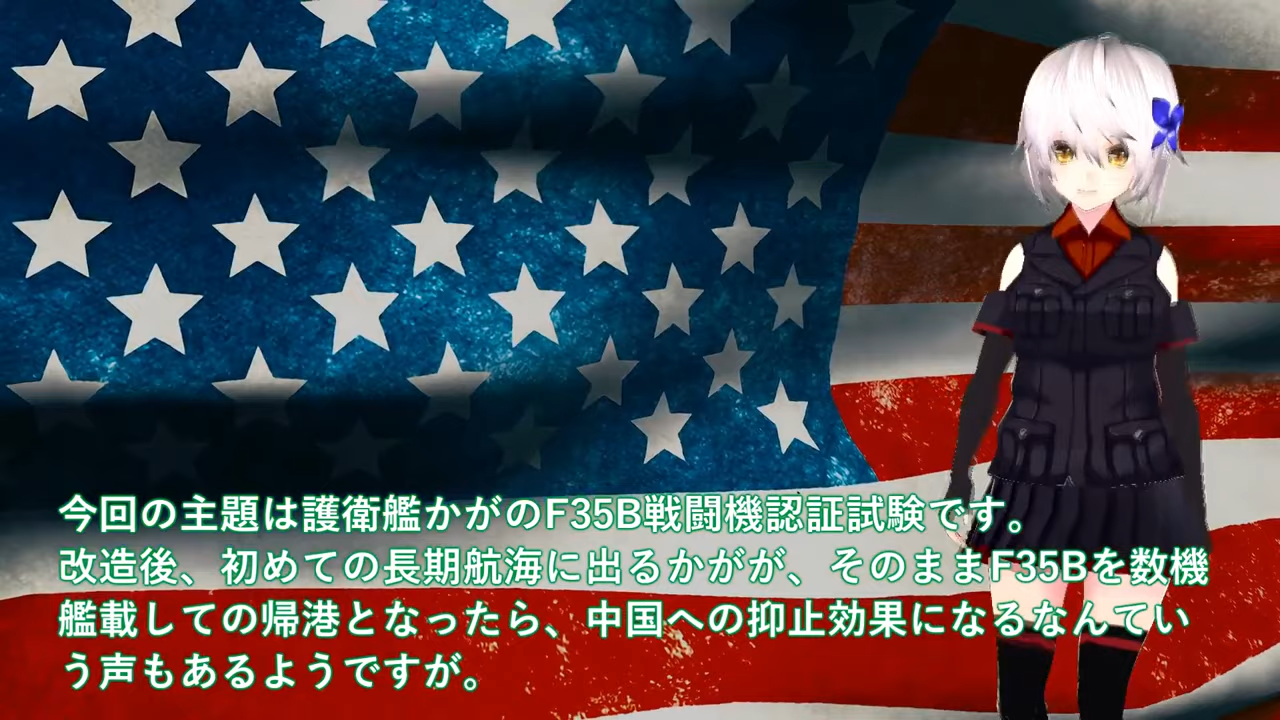 今回の主題は護衛艦かがのF35B戦闘機認証試験です。
改造後、初めての長期航海に出るかがが、そのままF35Bを数機
艦載しての帰港となったら、中国への抑止効果になるなんてい
う声もあるようですが。